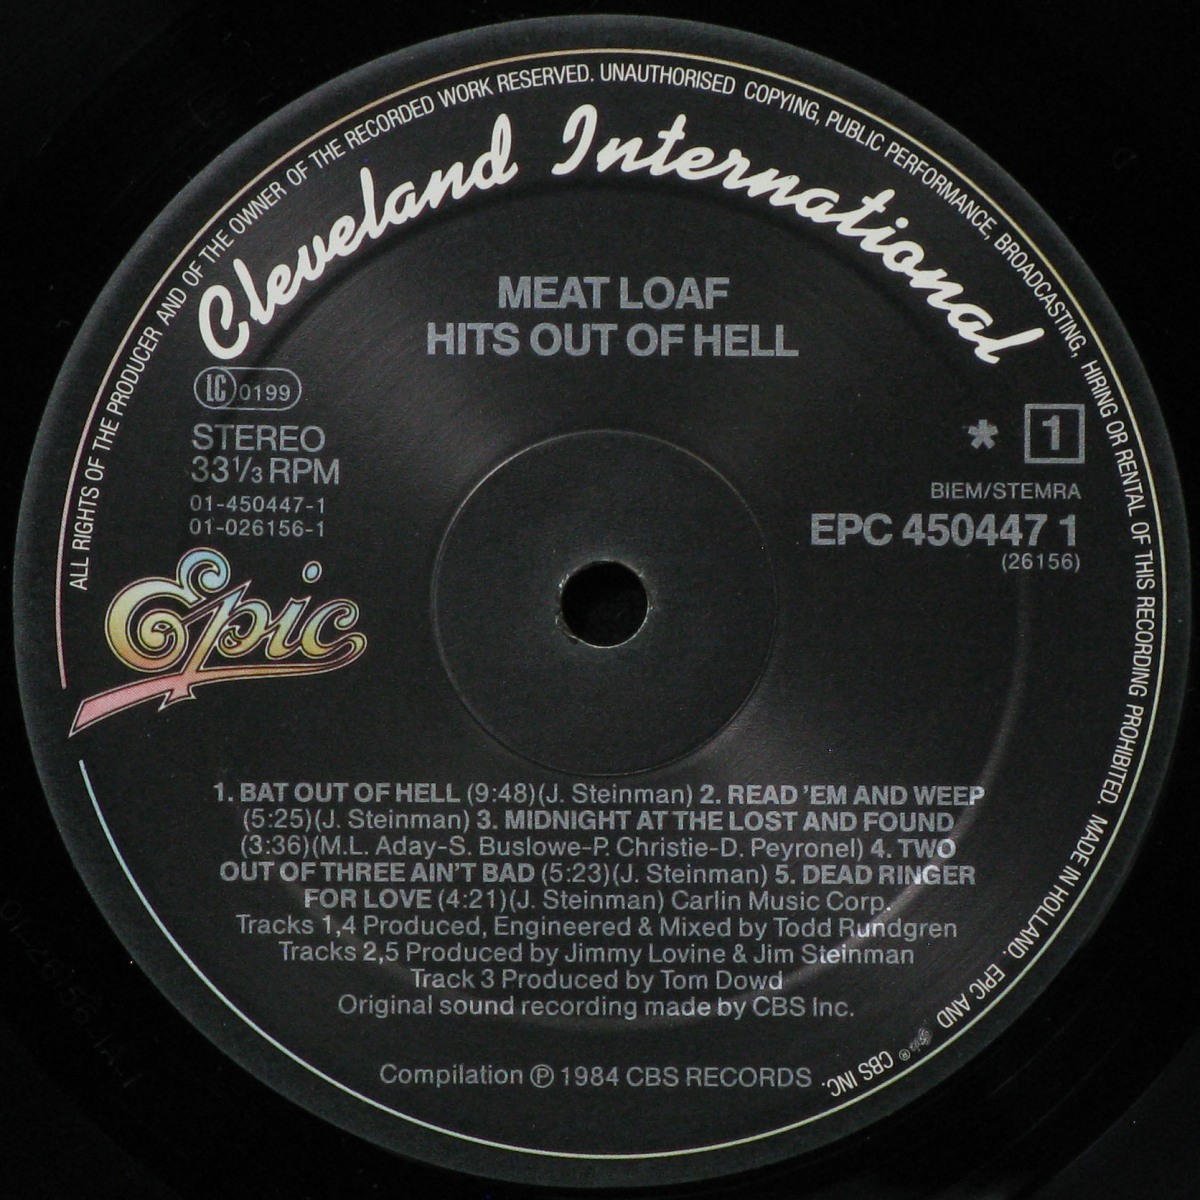 ALL RIGHTS OF THE PRODUCER AND OF THE OWNER OF THE RECORDED WORK RESERVED. UNAUTHORISED COPYING, PUBLIC PERFORMANCE, BROADCASTING, HIRING OR RENTAL OF THIS RECORDING PROHIBITED. MADE IN HOLLAND. EPIC AND Epic ® CBS INC.
Cleveland International
MEAT LOAF
HITS OUT OF HELL
LC 0199
STEREO
33⅓ RPM
01-450447-1
01-026156-1
* 1
BIEM/STEMRA
EPC 450447 1
(26156)
Epic
1. BAT OUT OF HELL (9:48)(J. Steinman) 2. READ 'EM AND WEEP
(5:25)(J. Steinman) 3. MIDNIGHT AT THE LOST AND FOUND
(3:36)(M.L. Aday-S. Buslowe-P. Christie-D. Peyronel) 4. TWO
OUT OF THREE AIN'T BAD (5:23)(J. Steinman) 5. DEAD RINGER
FOR LOVE (4:21)(J. Steinman) Carlin Music Corp.
Tracks 1,4 Produced, Engineered & Mixed by Todd Rundgren
Tracks 2,5 Produced by Jimmy Lovine & Jim Steinman
Track 3 Produced by Tom Dowd
Original sound recording made by CBS Inc.
Compilation ℗ 1984 CBS RECORDS